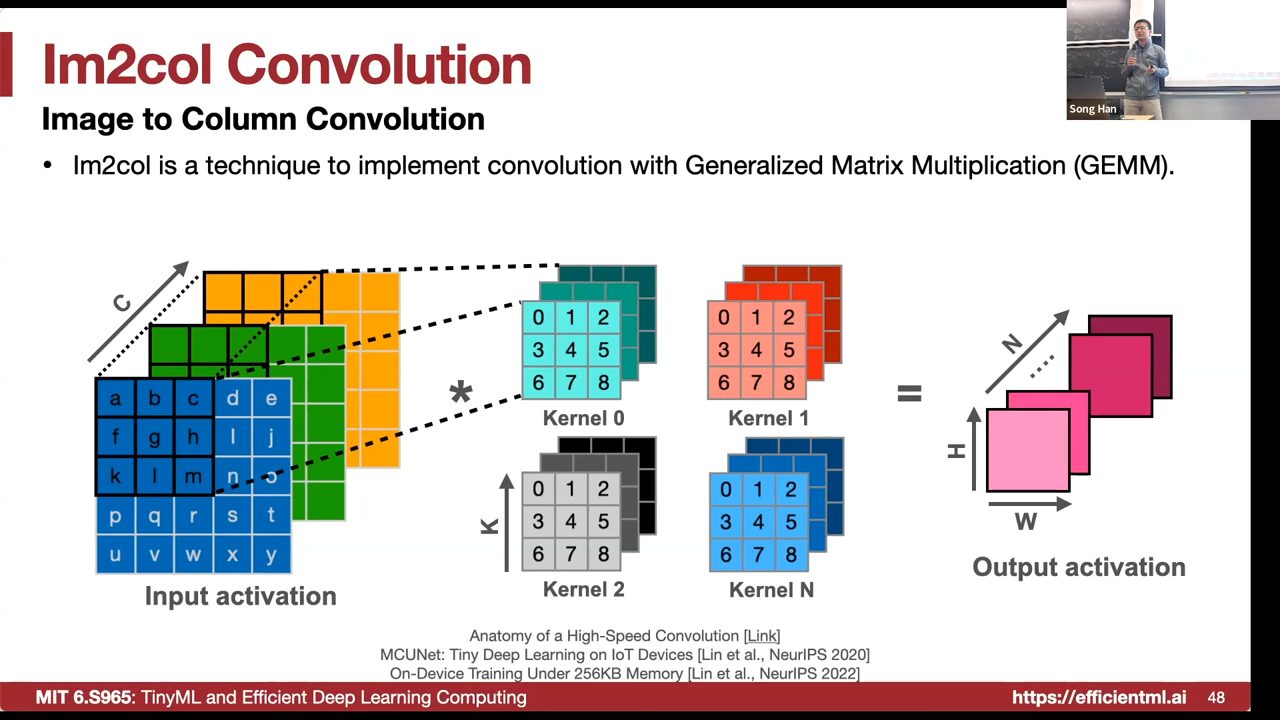 Im2col Convolution
Song Han
Image to Column Convolution
• Im2col is a technique to implement convolution with Generalized Matrix Multiplication (GEMM).
C
a b c d e
f g h I j
k l m n o
p q r s t
u v w x y
Input activation
*
0 1 2
3 4 5
6 7 8
Kernel 0
0 1 2
3 4 5
6 7 8
Kernel 1
K
0 1 2
3 4 5
6 7 8
Kernel 2
0 1 2
3 4 5
6 7 8
Kernel N
=
N
H
W
Output activation
Anatomy of a High-Speed Convolution [Link]
MCUNet: Tiny Deep Learning on IoT Devices [Lin et al., NeurIPS 2020]
On-Device Training Under 256KB Memory [Lin et al., NeurIPS 2022]
MIT 6.S965: TinyML and Efficient Deep Learning Computing
https://efficientml.ai
48